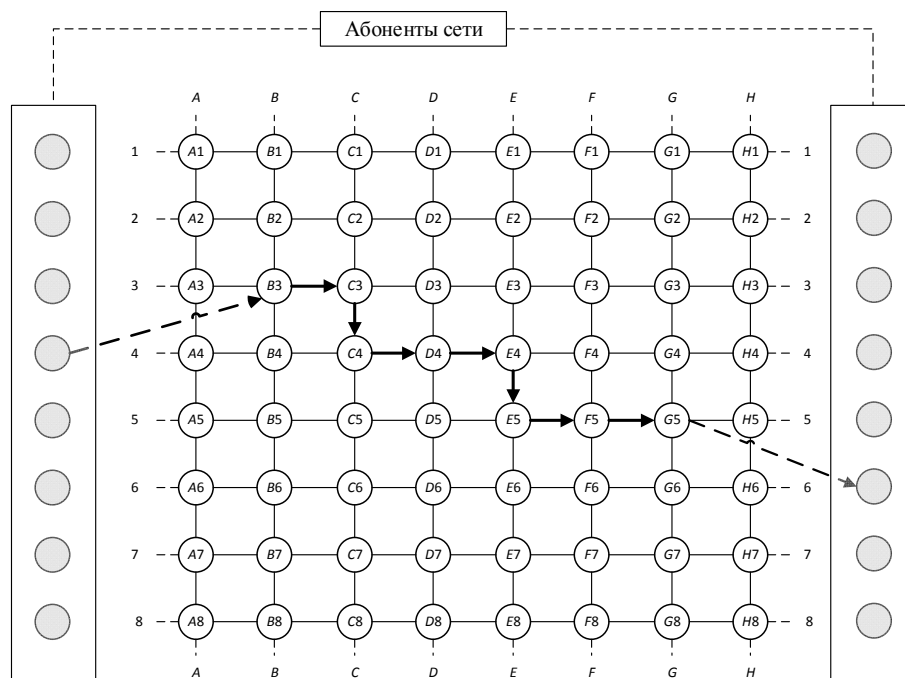 Абоненты сети
A B C D E F G H
1 A1 B1 C1 D1 E1 F1 G1 H1 1
2 A2 B2 C2 D2 E2 F2 G2 H2 2
3 A3 B3 C3 D3 E3 F3 G3 H3 3
4 A4 B4 C4 D4 E4 F4 G4 H4 4
5 A5 B5 C5 D5 E5 F5 G5 H5 5
6 A6 B6 C6 D6 E6 F6 G6 H6 6
7 A7 B7 C7 D7 E7 F7 G7 H7 7
8 A8 B8 C8 D8 E8 F8 G8 H8 8
A B C D E F G H